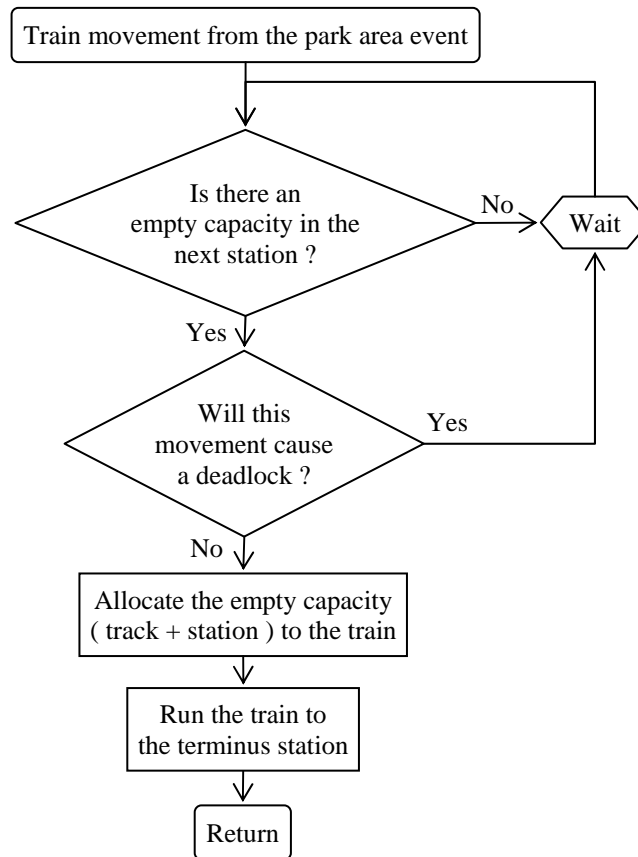 Train movement from the park area event
Is there an
empty capacity in the
next station ?
No
Wait
Yes
Will this
movement cause
a deadlock ?
Yes
No
Allocate the empty capacity
( track + station ) to the train
Run the train to
the terminus station
Return